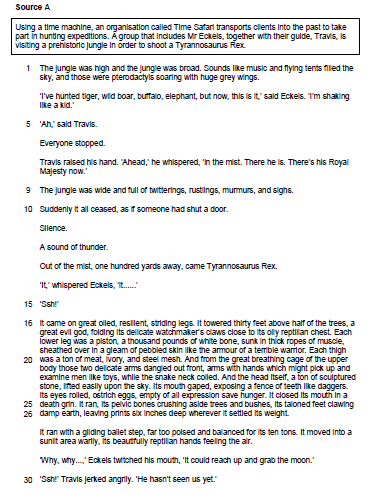 Source A
Using a time machine, an organisation called Time Safari transports clients into the past to take
part in hunting expeditions. A group that includes Mr Eckels, together with their guide, Travis, is
visiting a prehistoric jungle in order to shoot a Tyrannosaurus Rex.
1 The jungle was high and the jungle was broad. Sounds like music and flying tents filled the
sky, and those were pterodactyls soaring with huge grey wings.
'I've hunted tiger, wild boar, buffalo, elephant, but now, this is it,' said Eckels. 'I'm shaking
like a kid.'
5 'Ah,' said Travis.
Everyone stopped.
Travis raised his hand. 'Ahead,' he whispered, 'In the mist. There he is. There's his Royal
Majesty now.'
9 The jungle was wide and full of twitterings, rustlings, murmurs, and sighs.
10 Suddenly it all ceased, as if someone had shut a door.
Silence.
A sound of thunder.
Out of the mist, one hundred yards away, came Tyrannosaurus Rex.
'It,' whispered Eckels, 'It......'
15 'Ssh!'
16 It came on great oiled, resilient, striding legs. It towered thirty feet above half of the trees, a
great evil god, folding its delicate watchmaker's claws close to its oily reptilian chest. Each
lower leg was a piston, a thousand pounds of white bone, sunk in thick ropes of muscle,
sheathed over in a gleam of pebbled skin like the armour of a terrible warrior. Each thigh
20 was a ton of meat, ivory, and steel mesh. And from the great breathing cage of the upper
body those two delicate arms dangled out front, arms with hands which might pick up and
examine men like toys, while the snake neck coiled. And the head itself, a ton of sculptured
stone, lifted easily upon the sky. Its mouth gaped, exposing a fence of teeth like daggers.
Its eyes rolled, ostrich eggs, empty of all expression save hunger. It closed its mouth in a
25 death grin. It ran, its pelvic bones crushing aside trees and bushes, its taloned feet clawing
26 damp earth, leaving prints six inches deep wherever it settled its weight.
It ran with a gliding ballet step, far too poised and balanced for its ten tons. It moved into a
sunlit area warily, its beautifully reptilian hands feeling the air.
'Why, why...,' Eckels twitched his mouth, 'It could reach up and grab the moon.'
30 'Ssh!' Travis jerked angrily. 'He hasn't seen us yet.'